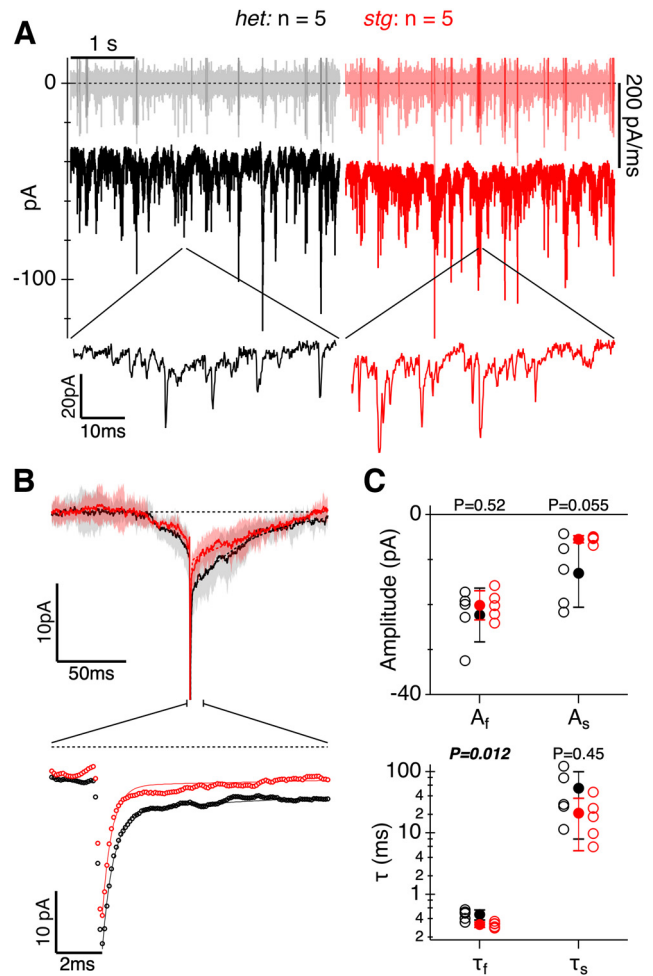 het: n = 5 stg: n = 5
A
1 s
0
200 pA/ms
pA
-100
20pA
10ms
B
10pA
50ms
10 pA
2ms
C
P=0.52 P=0.055
0
Amplitude (pA)
-40
A_f A_s
P=0.012 P=0.45
100
4
2
10
4
2
1
4
2
τ (ms)
τ_f τ_s